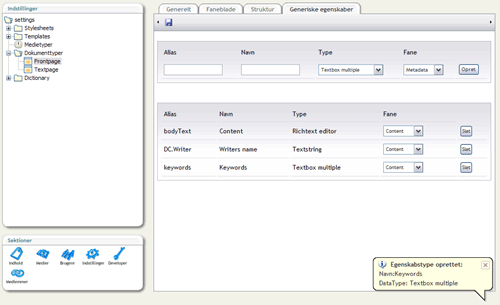 Indstillinger
settings
Stylesheets
Templates
Medietyper
Dokumenttyper
Frontpage
Textpage
Dictionary
Sektioner
Indhold Medier Brugere Indstillinger Developer
Medlemmer
Generelt Faneblade Struktur Generiske egenskaber
Alias Navn Type Fane
Textbox multiple Metadata Opret
Alias Navn Type Fane
bodyText Content Richtext editor Content Slet
DC.Writer Writers name Textstring Content Slet
keywords Keywords Textbox multiple Content Slet
Egenskabstype oprettet:
Navn:Keywords
DataType: Textbox multiple